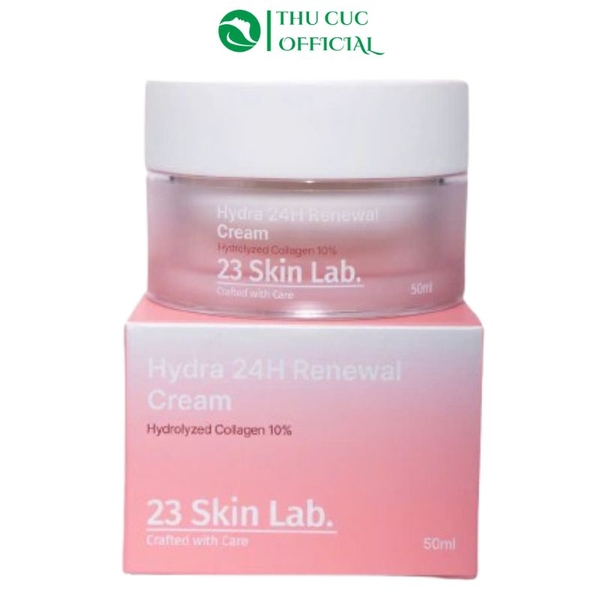 THU CUC
OFFICIAL
Hydra 24H Renewal
Cream
Hydrolyzed Collagen 10%
23 Skin Lab.
Crafted with Care
50ml
Hydra 24H Renewal
Cream
Hydrolyzed Collagen 10%
23 Skin Lab.
Crafted with Care
50ml